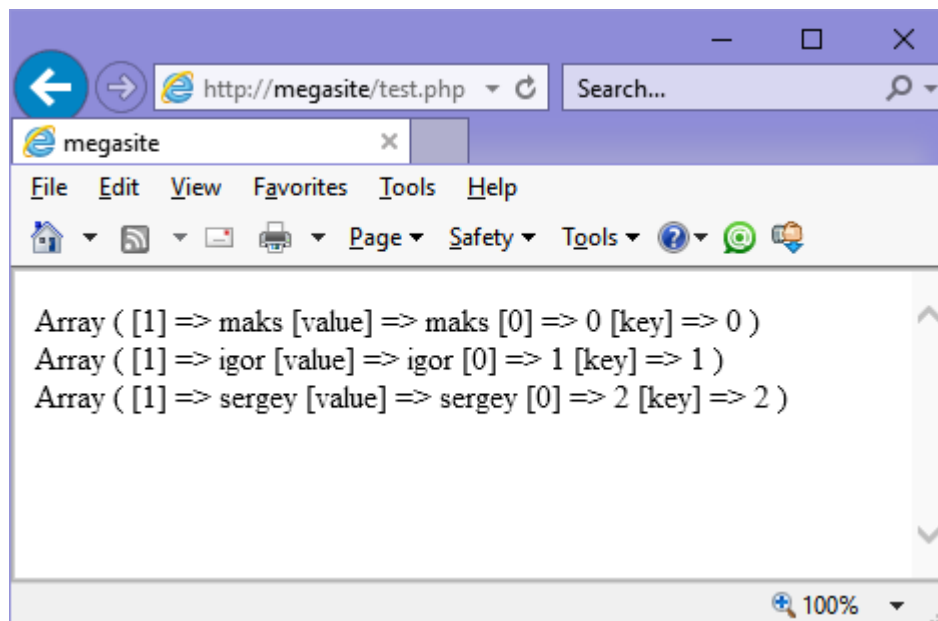 http://megasite/test.php
Search...
megasite
File Edit View Favorites Tools Help
Page Safety Tools
Array ( [1] => maks [value] => maks [0] => 0 [key] => 0 )
Array ( [1] => igor [value] => igor [0] => 1 [key] => 1 )
Array ( [1] => sergey [value] => sergey [0] => 2 [key] => 2 )
100%